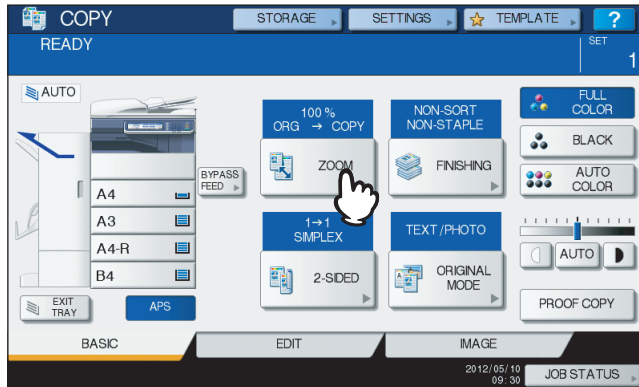 COPY
STORAGE
SETTINGS
TEMPLATE
?
READY
SET
1
AUTO
BYPASS
FEED
A4
A3
A4-R
B4
EXIT
TRAY
APS
100 %
ORG → COPY
ZOOM
NON-SORT
NON-STAPLE
FINISHING
1→1
SIMPLEX
2-SIDED
TEXT/PHOTO
ORIGINAL
MODE
FULL
COLOR
BLACK
AUTO
COLOR
AUTO
PROOF COPY
BASIC
EDIT
IMAGE
2012/05/10
09:30
JOB STATUS